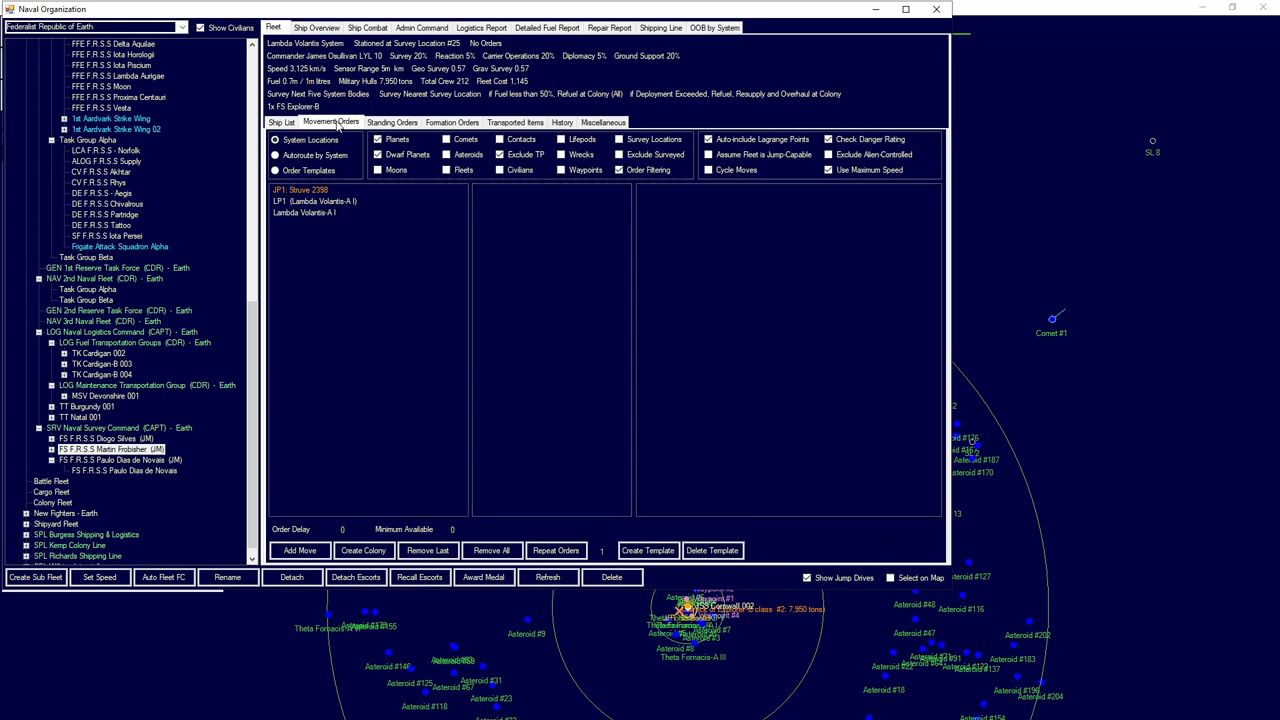 Naval Organization
Federalist Republic of Earth
Show Civilians
FFE F.R.S.S Delta Aquilae
FFE F.R.S.S Iota Horologii
FFE F.R.S.S Iota Piscium
FFE F.R.S.S Lambda Aurigae
FFE F.R.S.S Moon
FFE F.R.S.S Proxima Centauri
FFE F.R.S.S Vesta
1st Aardvark Strike Wing
1st Aardvark Strike Wing 02
Task Group Alpha
LCA F.R.S.S - Norfolk
ALOG F.R.S.S Supply
CV F.R.S.S Akhtar
CV F.R.S.S Rhys
DE F.R.S.S - Aegis
DE F.R.S.S Chivalrous
DE F.R.S.S Partridge
DE F.R.S.S Tattoo
SF F.R.S.S Iota Persei
Frigate Attack Squadron Alpha
Task Group Beta
GEN 1st Reserve Task Force (CDR) - Earth
NAV 2nd Naval Fleet (CDR) - Earth
Task Group Alpha
Task Group Beta
GEN 2nd Reserve Task Force (CDR) - Earth
NAV 3rd Naval Fleet (CDR) - Earth
LOG Naval Logistics Command (CAPT) - Earth
LOG Fuel Transportation Groups (CDR) - Earth
TK Cardigan 002
TK Cardigan-B 003
TK Cardigan-B 004
LOG Maintenance Transportation Group (CDR) - Earth
MSV Devonshire 001
TT Burgundy 001
TT Natal 001
SRV Naval Survey Command (CAPT) - Earth
FS F.R.S.S Diogo Silves (JM)
FS F.R.S.S Martin Frobisher (JM)
FS F.R.S.S Paulo Dias de Novais (JM)
FS F.R.S.S Paulo Dias de Novais
Battle Fleet
Cargo Fleet
Colony Fleet
New Fighters - Earth
Shipyard Fleet
SPL Burgess Shipping & Logistics
SPL Kemp Colony Line
SPL Richards Shipping Line
Fleet Ship Overview Ship Combat Admin Command Logistics Report Detailed Fuel Report Repair Report Shipping Line OOB by System
Lambda Volantis System Stationed at Survey Location #25 No Orders
Commander James Osullivan LYL 10 Survey 20% Reaction 5% Carrier Operations 20% Diplomacy 5% Ground Support 20%
Speed 3,125 km/s Sensor Range 5m km Geo Survey 0.57 Grav Survey 0.57
Fuel 0.7m / 1m litres Military Hulls 7,950 tons Total Crew 212 Fleet Cost 1,145
Survey Next Five System Bodies Survey Nearest Survey Location if Fuel less than 50%, Refuel at Colony (All) if Deployment Exceeded, Refuel, Resupply and Overhaul at Colony
1x FS Explorer-B
Ship List Movement Orders Standing Orders Formation Orders Transported Items History Miscellaneous
System Locations Planets Comets Contacts Lifepods Survey Locations Auto-include Lagrange Points Check Danger Rating
Autoroute by System Dwarf Planets Asteroids Exclude TP Wrecks Exclude Surveyed Assume Fleet is Jump-Capable Exclude Alien-Controlled
Order Templates Moons Fleets Civilians Waypoints Order Filtering Cycle Moves Use Maximum Speed
JP1: Struve 2398
LP1 (Lambda Volantis-A I)
Lambda Volantis-A I
Order Delay 0 Minimum Available 0
Add Move Create Colony Remove Last Remove All Repeat Orders 1 Create Template Delete Template
Create Sub Fleet Set Speed Auto Fleet FC Rename Detach Detach Escorts Recall Escorts Award Medal Refresh Delete Show Jump Drives Select on Map
SL 8
Comet #1
Asteroid #187
Asteroid #170
13
Asteroid #127
Asteroid #48
Asteroid #116
TSS Cornwall 002
Waypoint #1
class #2: 7,950 tons)
Waypoint #4
Asteroid #7
Asteroid #8
Theta Fornacis-A III
Asteroid #9
Asteroid #202
Asteroid #47
Asteroid #183
Asteroid #137
Asteroid #18
Asteroid #196
Asteroid #204
Asteroid #154
Asteroid #146
Asteroid #125
Asteroid #67
Asteroid #31
Asteroid #23
Asteroid #118